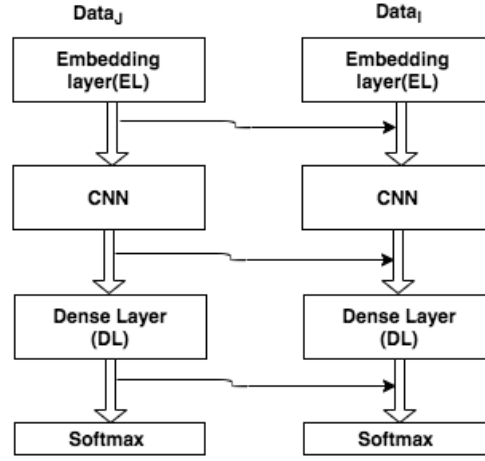 Data_J
Data_I
Embedding
layer(EL)
Embedding
layer(EL)
CNN
CNN
Dense Layer
(DL)
Dense Layer
(DL)
Softmax
Softmax